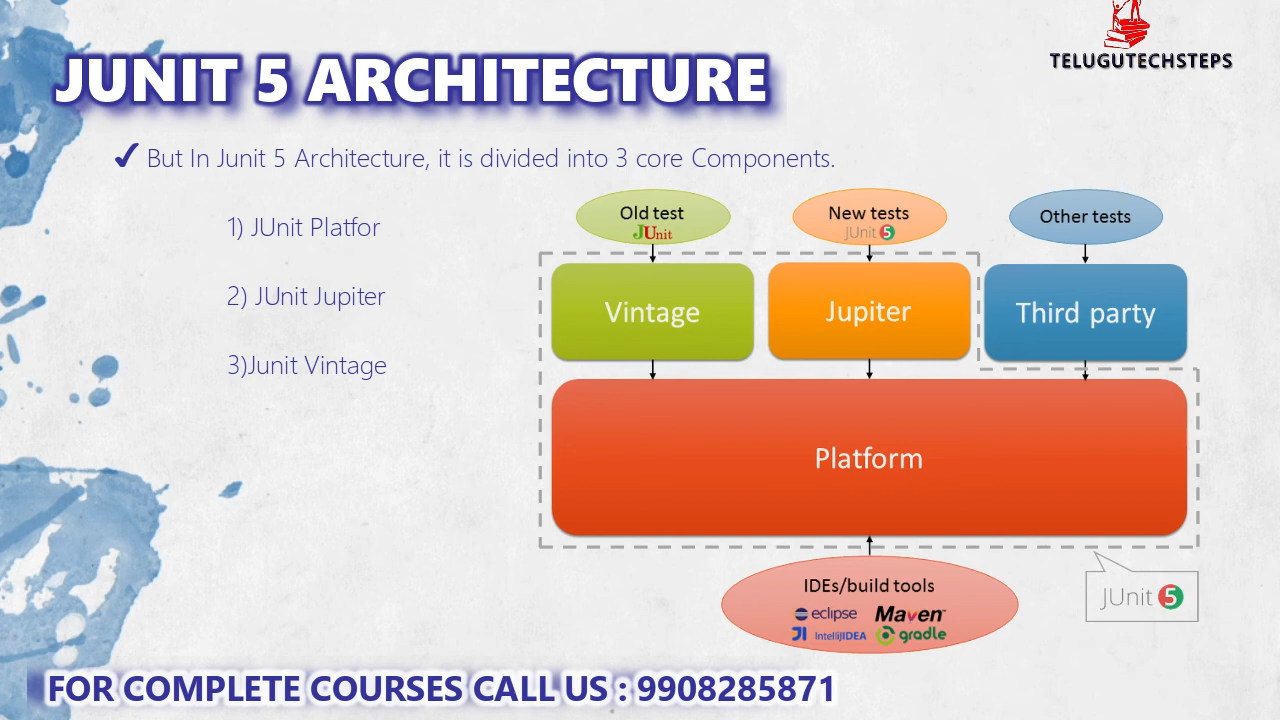 TELUGUTECHSTEPS
JUNIT 5 ARCHITECTURE
✔ But In Junit 5 Architecture, it is divided into 3 core Components.
1) JUnit Platfor
2) JUnit Jupiter
3)Junit Vintage
Old test
JUnit
New tests
JUnit 5
Other tests
Vintage
Jupiter
Third party
Platform
IDEs/build tools
eclipse
Maven™
JI IntellijIDEA
gradle
JUnit 5
FOR COMPLETE COURSES CALL US : 9908285871